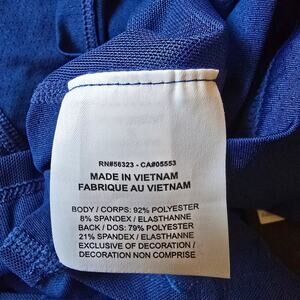 RN#56323 - CA#05553
MADE IN VIETNAM
FABRIQUE AU VIETNAM
BODY / CORPS: 92% POLYESTER
8% SPANDEX / ELASTHANNE
BACK / DOS: 79% POLYESTER
21% SPANDEX / ELASTHANNE
EXCLUSIVE OF DECORATION /
DECORATION NON COMPRISE